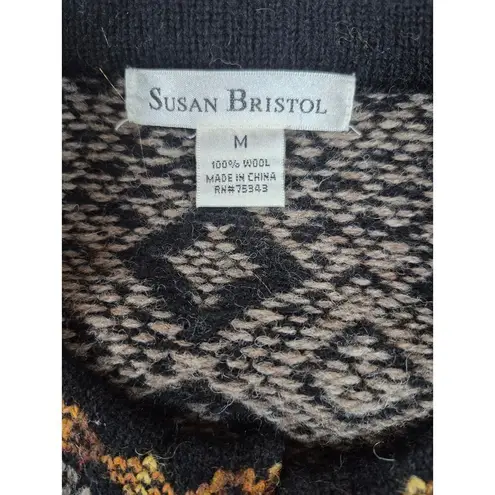 SUSAN BRISTOL
M
100% WOOL
MADE IN CHINA
RN#75343